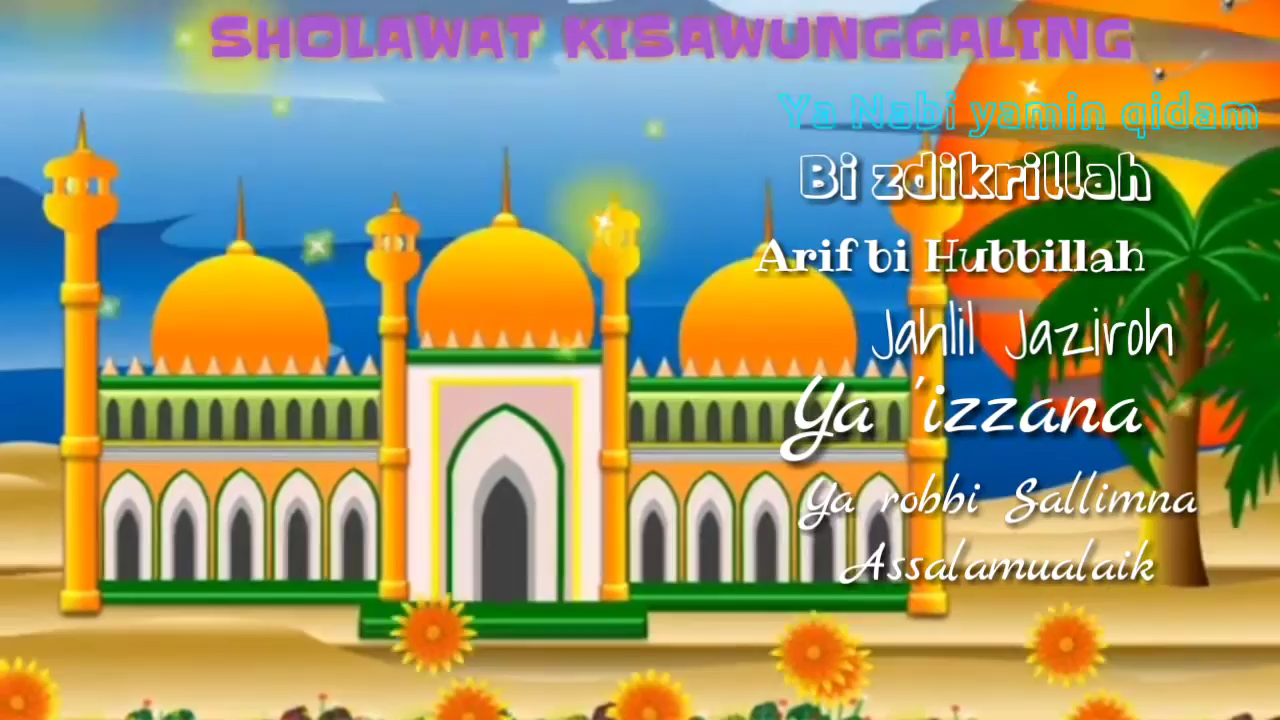 SHOLAWAT KISAWUNGGALING
Ya Nabi yamin qidam
Bi zdikrillah
Arif bi Hubbillah
Jahlil Jaziroh
Ya 'izzana
Ya robbi Sallimna
Assalamualaik